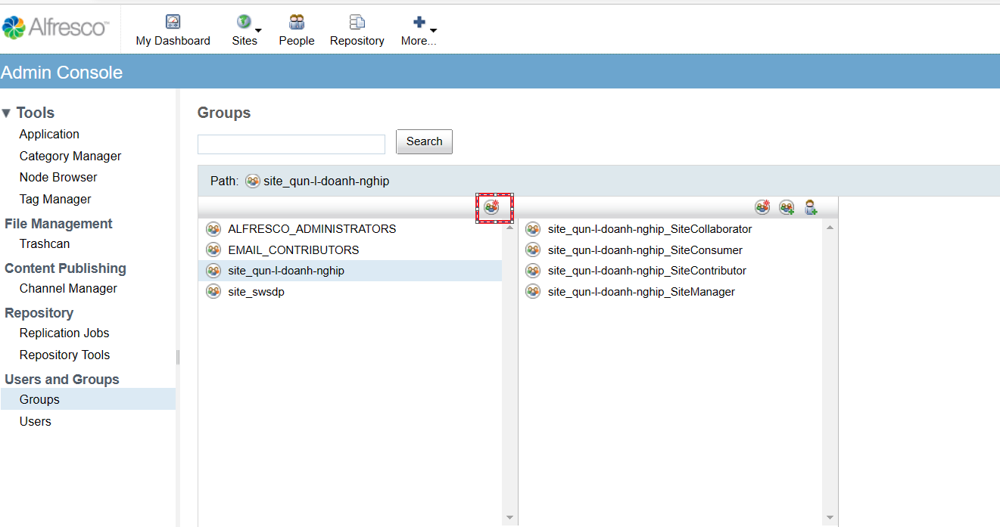 Alfresco™
My Dashboard
Sites
People
Repository
More...
Admin Console
Tools
Application
Category Manager
Node Browser
Tag Manager
File Management
Trashcan
Content Publishing
Channel Manager
Repository
Replication Jobs
Repository Tools
Users and Groups
Groups
Users
Groups
Search
Path: site_qun-l-doanh-nghip
ALFRESCO_ADMINISTRATORS
EMAIL_CONTRIBUTORS
site_qun-l-doanh-nghip
site_swsdp
site_qun-l-doanh-nghip_SiteCollaborator
site_qun-l-doanh-nghip_SiteConsumer
site_qun-l-doanh-nghip_SiteContributor
site_qun-l-doanh-nghip_SiteManager